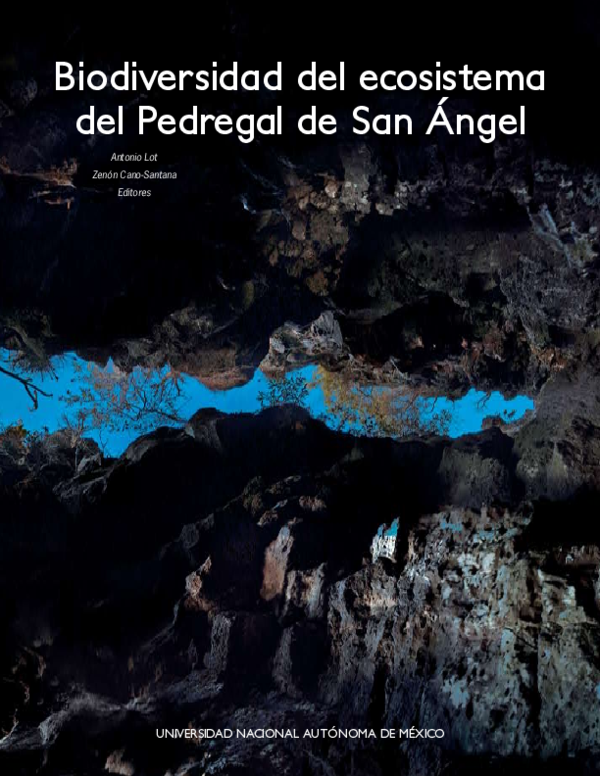 Biodiversidad del ecosistema
del Pedregal de San Ángel
Antonio Lot
Zenón Cano-Santana
Editores
UNIVERSIDAD NACIONAL AUTÓNOMA DE MÉXICO